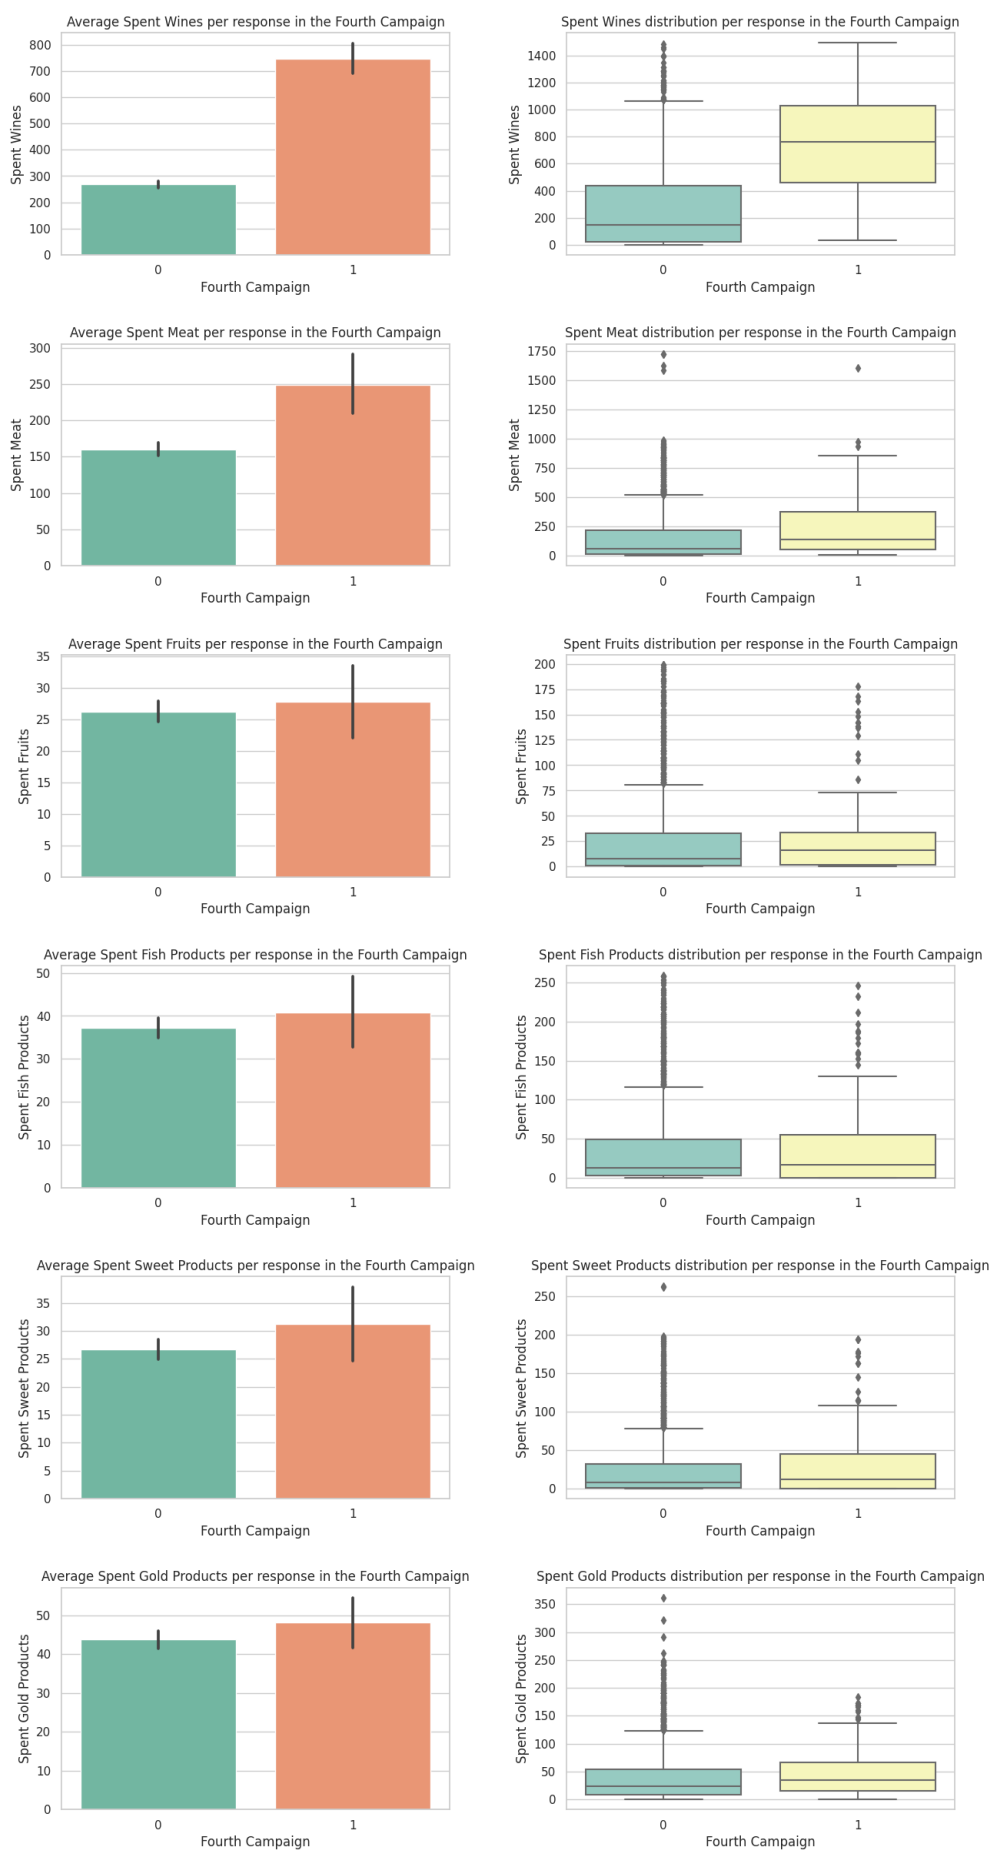 Average Spent Wines per response in the Fourth Campaign
800
700
600
500
400
300
200
100
0
Spent Wines
0 1
Fourth Campaign
Spent Wines distribution per response in the Fourth Campaign
1400
1200
1000
800
600
400
200
0
Spent Wines
0 1
Fourth Campaign
Average Spent Meat per response in the Fourth Campaign
300
250
200
150
100
50
0
Spent Meat
0 1
Fourth Campaign
Spent Meat distribution per response in the Fourth Campaign
1750
1500
1250
1000
750
500
250
0
Spent Meat
0 1
Fourth Campaign
Average Spent Fruits per response in the Fourth Campaign
35
30
25
20
15
10
5
0
Spent Fruits
0 1
Fourth Campaign
Spent Fruits distribution per response in the Fourth Campaign
200
175
150
125
100
75
50
25
0
Spent Fruits
0 1
Fourth Campaign
Average Spent Fish Products per response in the Fourth Campaign
50
40
30
20
10
0
Spent Fish Products
0 1
Fourth Campaign
Spent Fish Products distribution per response in the Fourth Campaign
250
200
150
100
50
0
Spent Fish Products
0 1
Fourth Campaign
Average Spent Sweet Products per response in the Fourth Campaign
35
30
25
20
15
10
5
0
Spent Sweet Products
0 1
Fourth Campaign
Spent Sweet Products distribution per response in the Fourth Campaign
250
200
150
100
50
0
Spent Sweet Products
0 1
Fourth Campaign
Average Spent Gold Products per response in the Fourth Campaign
50
40
30
20
10
0
Spent Gold Products
0 1
Fourth Campaign
Spent Gold Products distribution per response in the Fourth Campaign
350
300
250
200
150
100
50
0
Spent Gold Products
0 1
Fourth Campaign